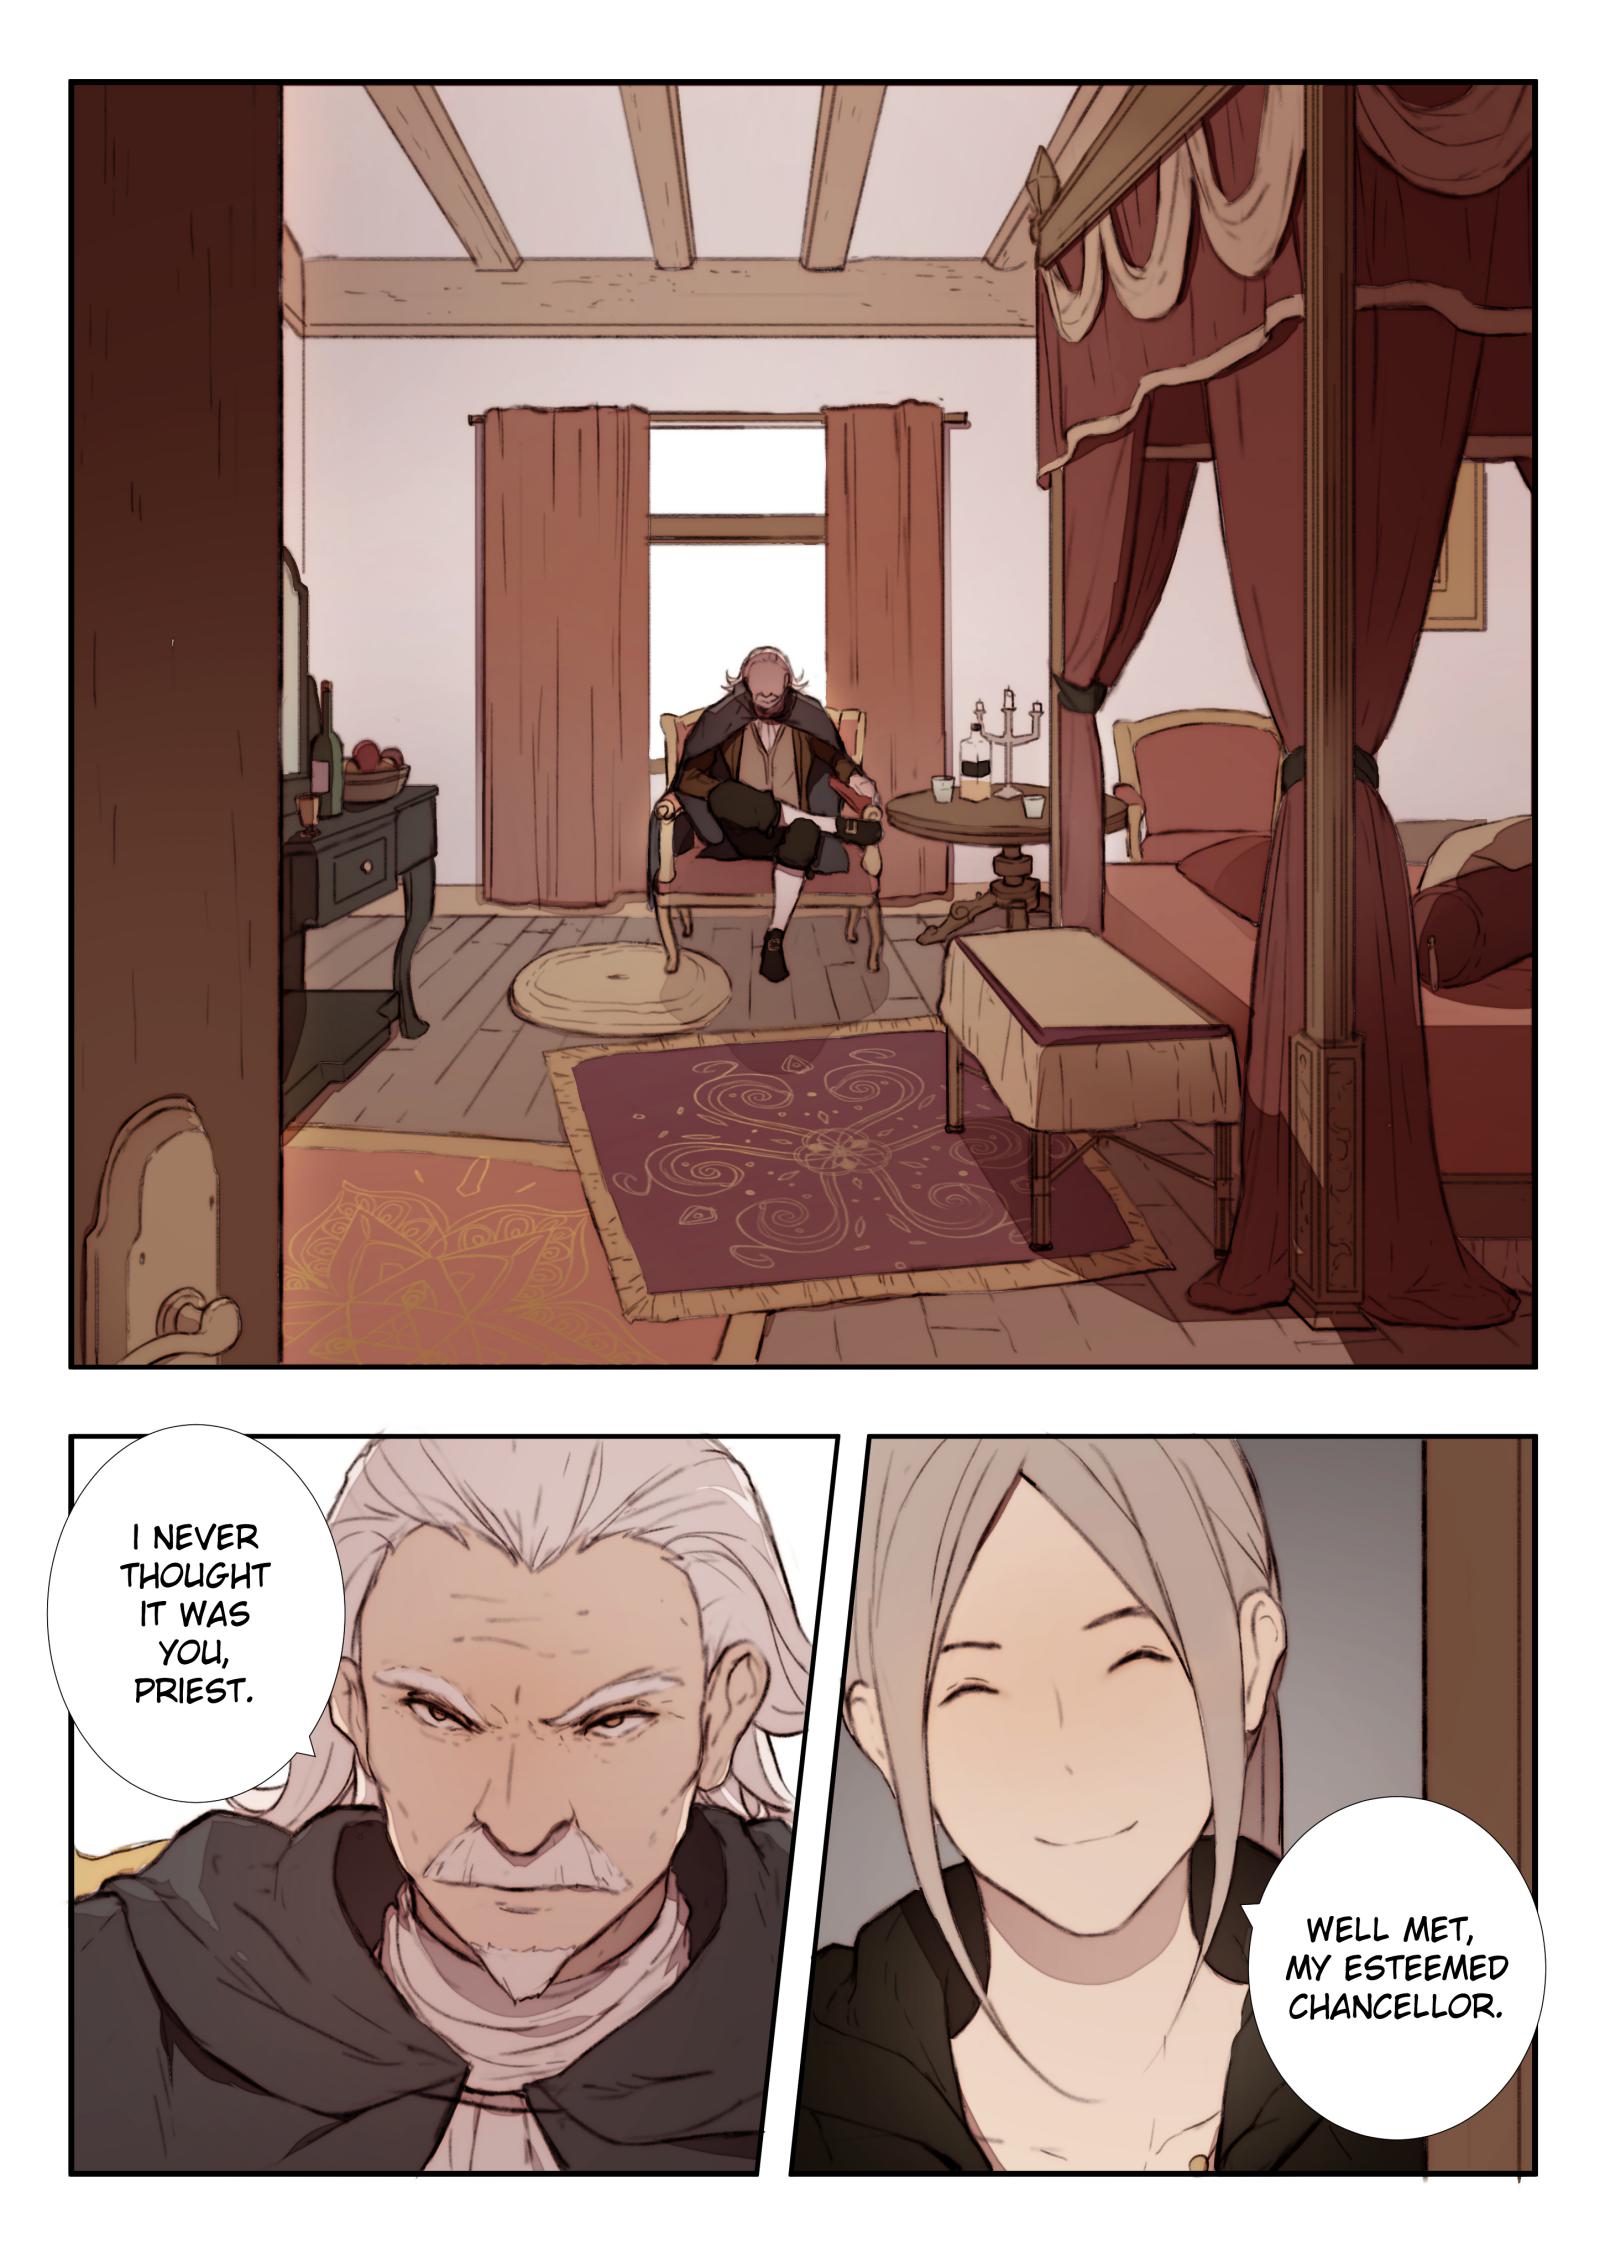 I NEVER
THOUGHT
IT WAS
YOU,
PRIEST.
WELL MET,
MY ESTEEMED
CHANCELLOR.